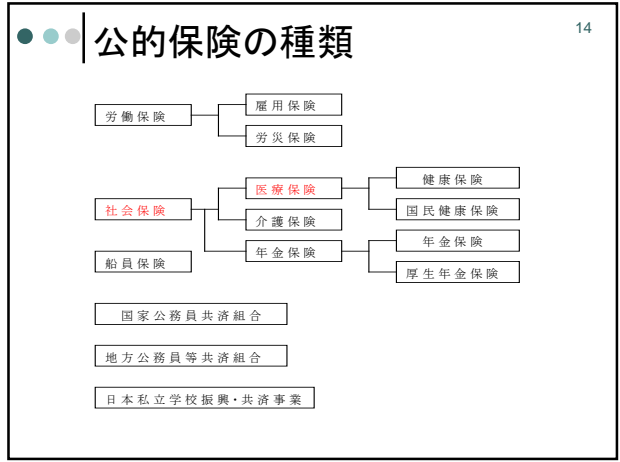 公的保険の種類
14
労働保険
雇用保険
労災保険
社会保険
医療保険
健康保険
国民健康保険
介護保険
年金保険
年金保険
厚生年金保険
船員保険
国家公務員共済組合
地方公務員等共済組合
日本私立学校振興・共済事業